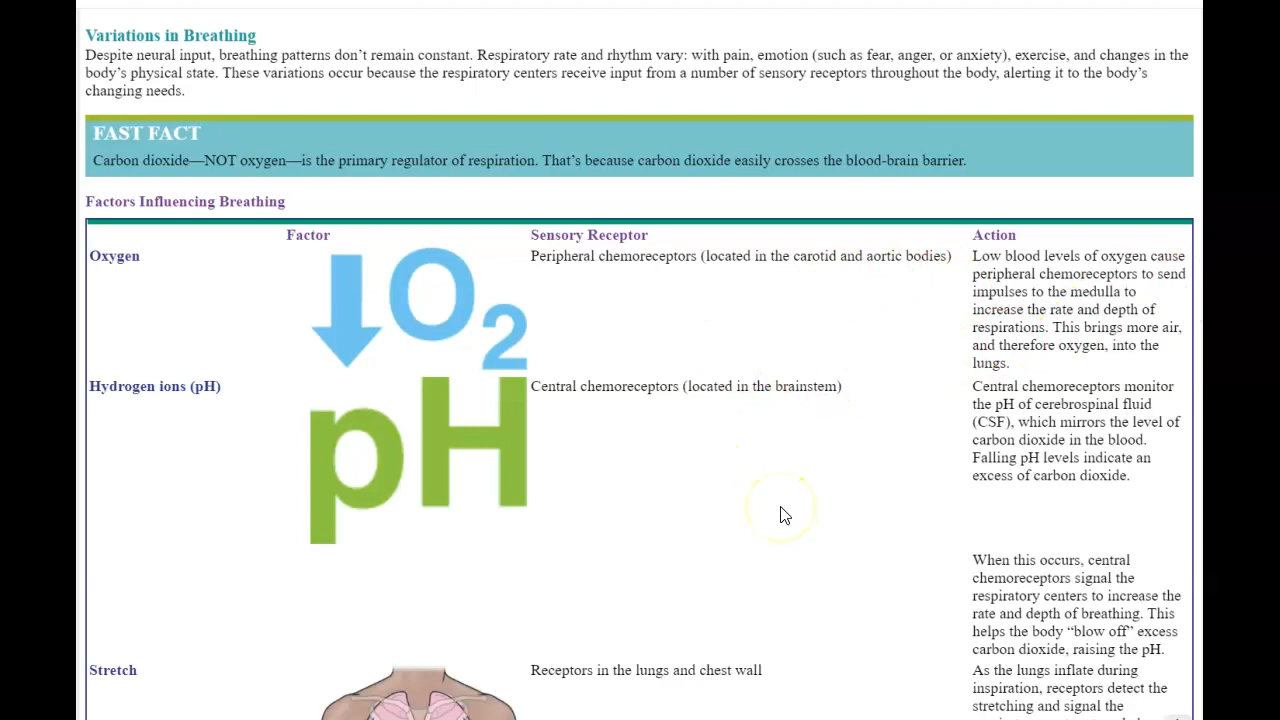 Variations in Breathing
Despite neural input, breathing patterns don’t remain constant. Respiratory rate and rhythm vary: with pain, emotion (such as fear, anger, or anxiety), exercise, and changes in the
body’s physical state. These variations occur because the respiratory centers receive input from a number of sensory receptors throughout the body, alerting it to the body’s
changing needs.
FAST FACT
Carbon dioxide—NOT oxygen—is the primary regulator of respiration. That’s because carbon dioxide easily crosses the blood-brain barrier.
Factors Influencing Breathing
Factor Sensory Receptor Action
Oxygen
O2
Peripheral chemoreceptors (located in the carotid and aortic bodies)
Low blood levels of oxygen cause
peripheral chemoreceptors to send
impulses to the medulla to
increase the rate and depth of
respirations. This brings more air,
and therefore oxygen, into the
lungs.
Hydrogen ions (pH)
pH
Central chemoreceptors (located in the brainstem)
Central chemoreceptors monitor
the pH of cerebrospinal fluid
(CSF), which mirrors the level of
carbon dioxide in the blood.
Falling pH levels indicate an
excess of carbon dioxide.
When this occurs, central
chemoreceptors signal the
respiratory centers to increase the
rate and depth of breathing. This
helps the body “blow off” excess
carbon dioxide, raising the pH.
Stretch
Receptors in the lungs and chest wall
As the lungs inflate during
inspiration, receptors detect the
stretching and signal the